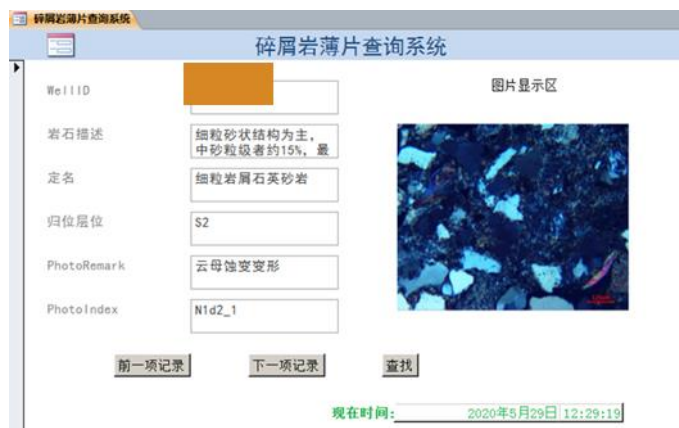 碎屑岩薄片查询系统
碎屑岩薄片查询系统
WellID
图片显示区
岩石描述
细粒砂状结构为主，
中砂粒级者约15%，最
定名
细粒岩屑石英砂岩
归位层位
S2
PhotoRemark
云母蚀变变形
PhotoIndex
N1d2_1
前一项记录
下一项记录
查找
现在时间:
2020年5月29日 12:29:19